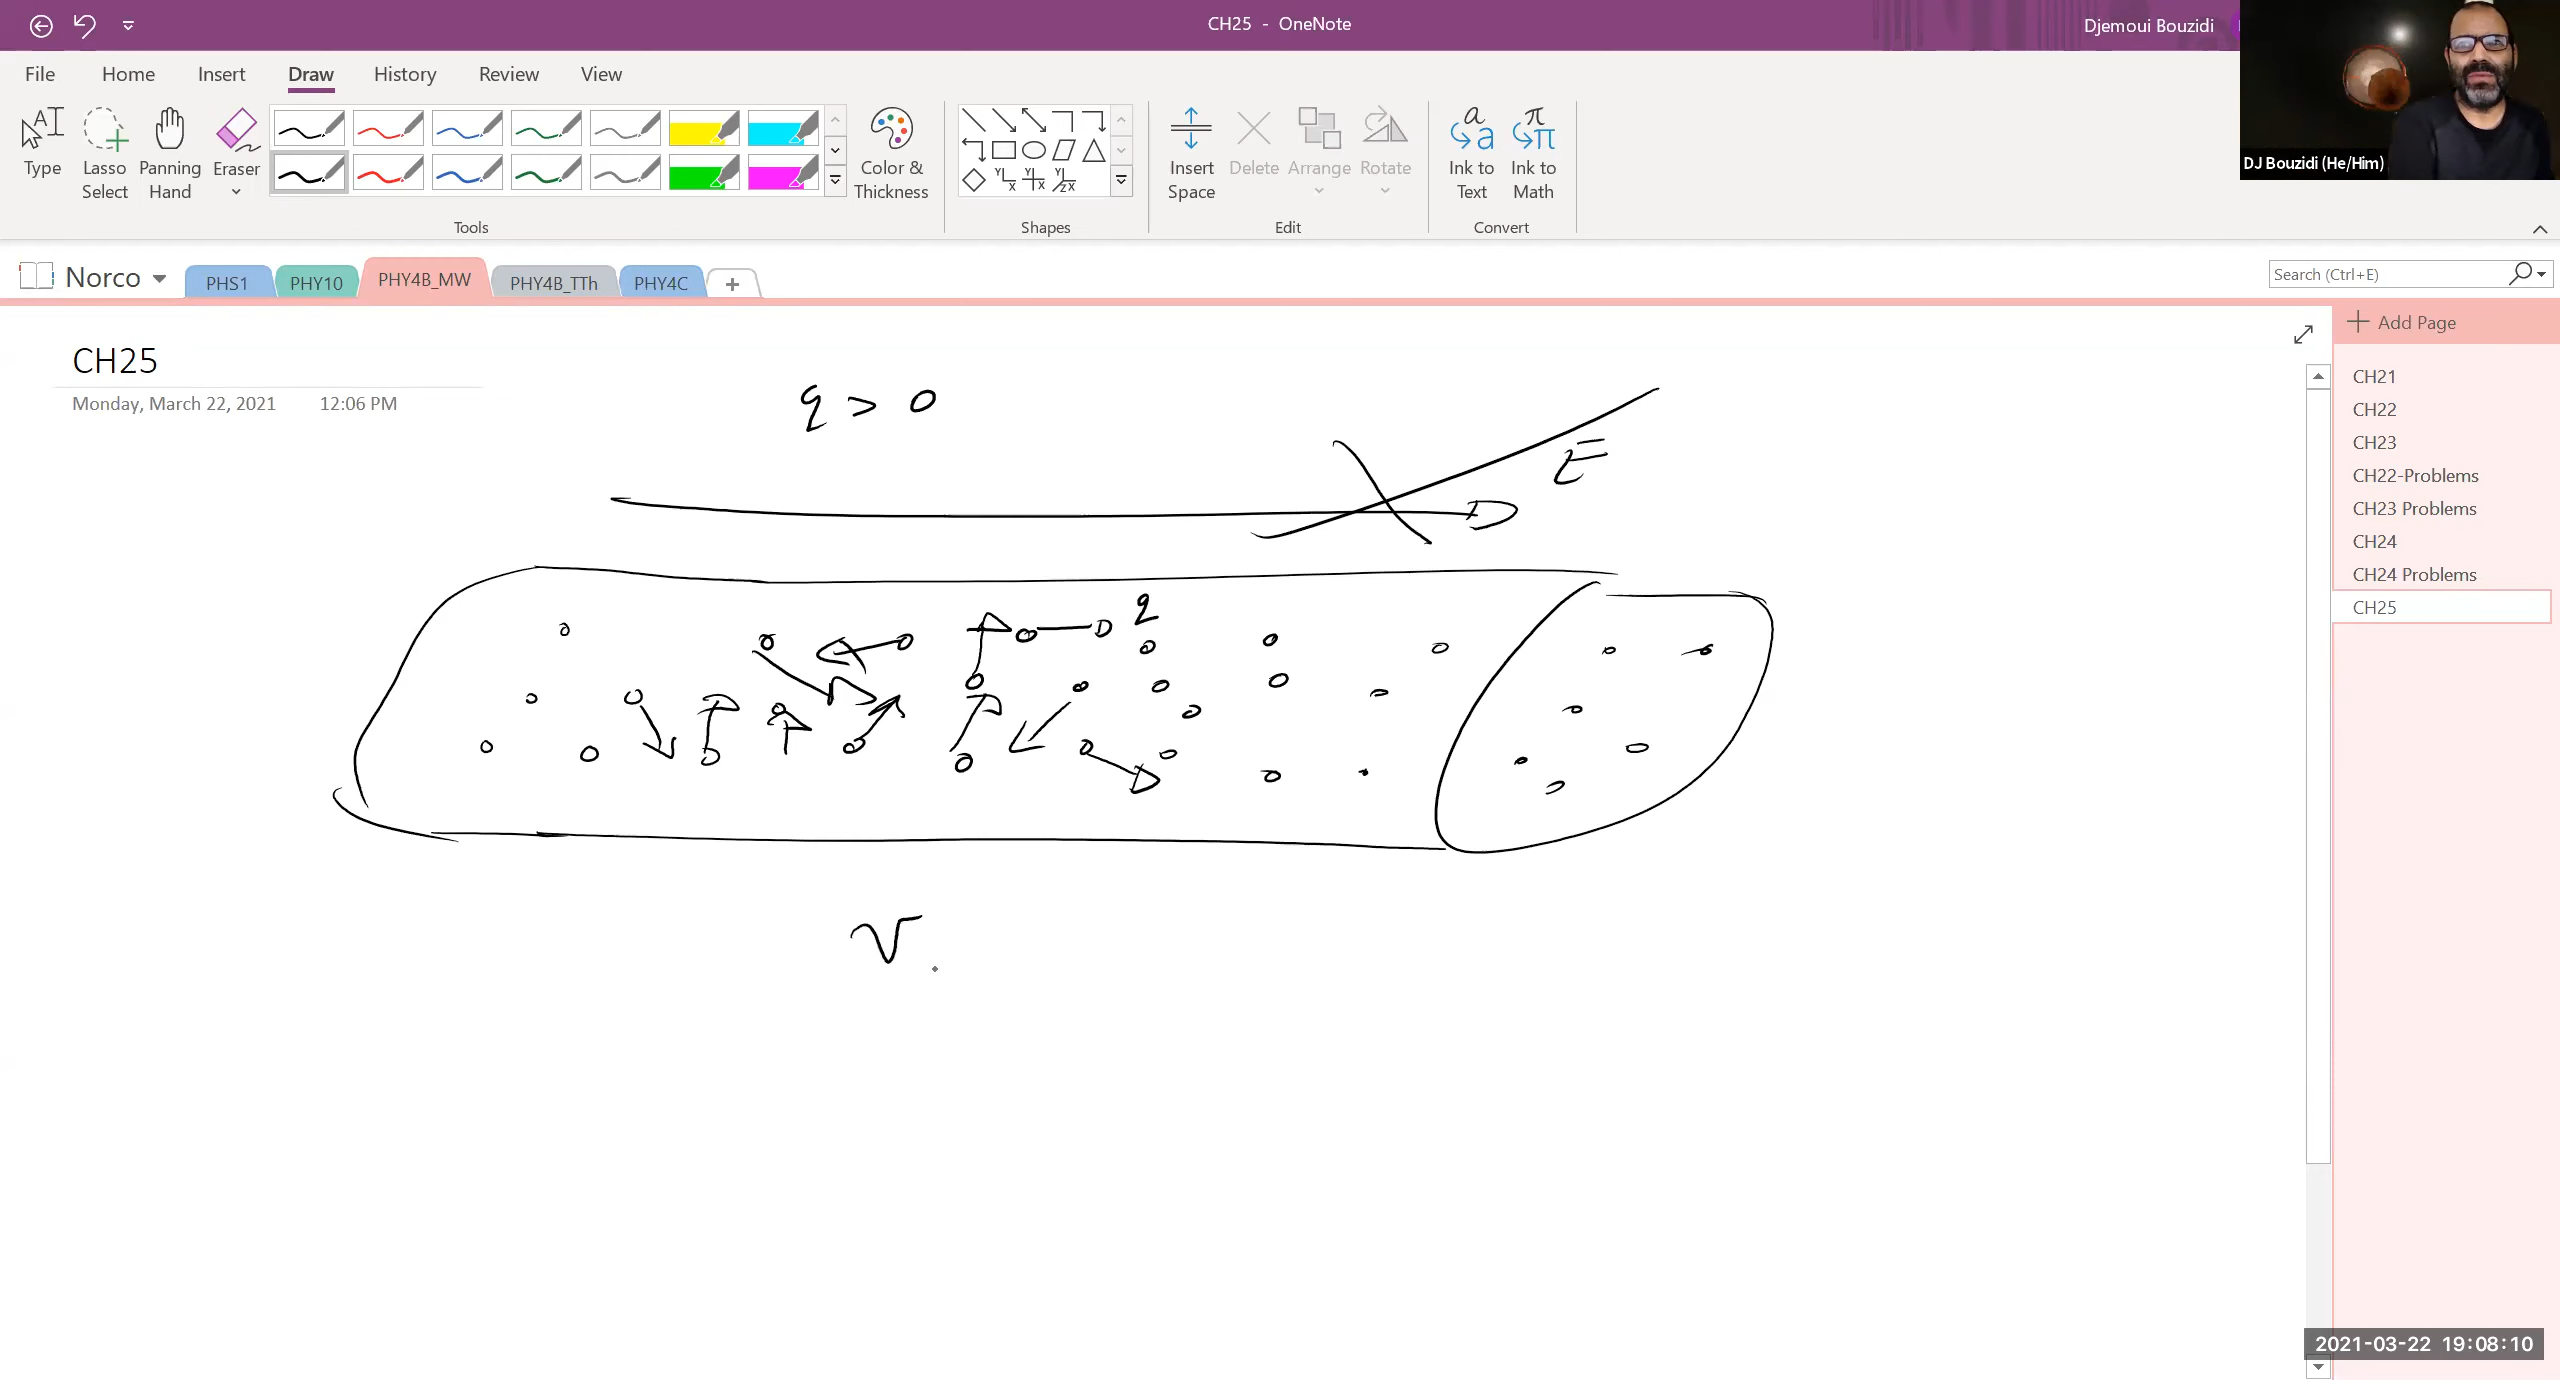 CH25 - OneNote
Djemoui Bouzidi
File Home Insert Draw History Review View
Type
Lasso Select
Panning Hand
Eraser
Color & Thickness
Insert Space
Delete
Arrange
Rotate
Ink to Text
Ink to Math
Tools
Shapes
Edit
Convert
DJ Bouzidi (He/Him)
Norco
PHS1 PHY10 PHY4B_MW PHY4B_TTh PHY4C
Search (Ctrl+E)
CH25
Monday, March 22, 2021 12:06 PM
q > 0
E
q
v
Add Page
CH21
CH22
CH23
CH22-Problems
CH23 Problems
CH24
CH24 Problems
CH25
2021-03-22 19:08:10